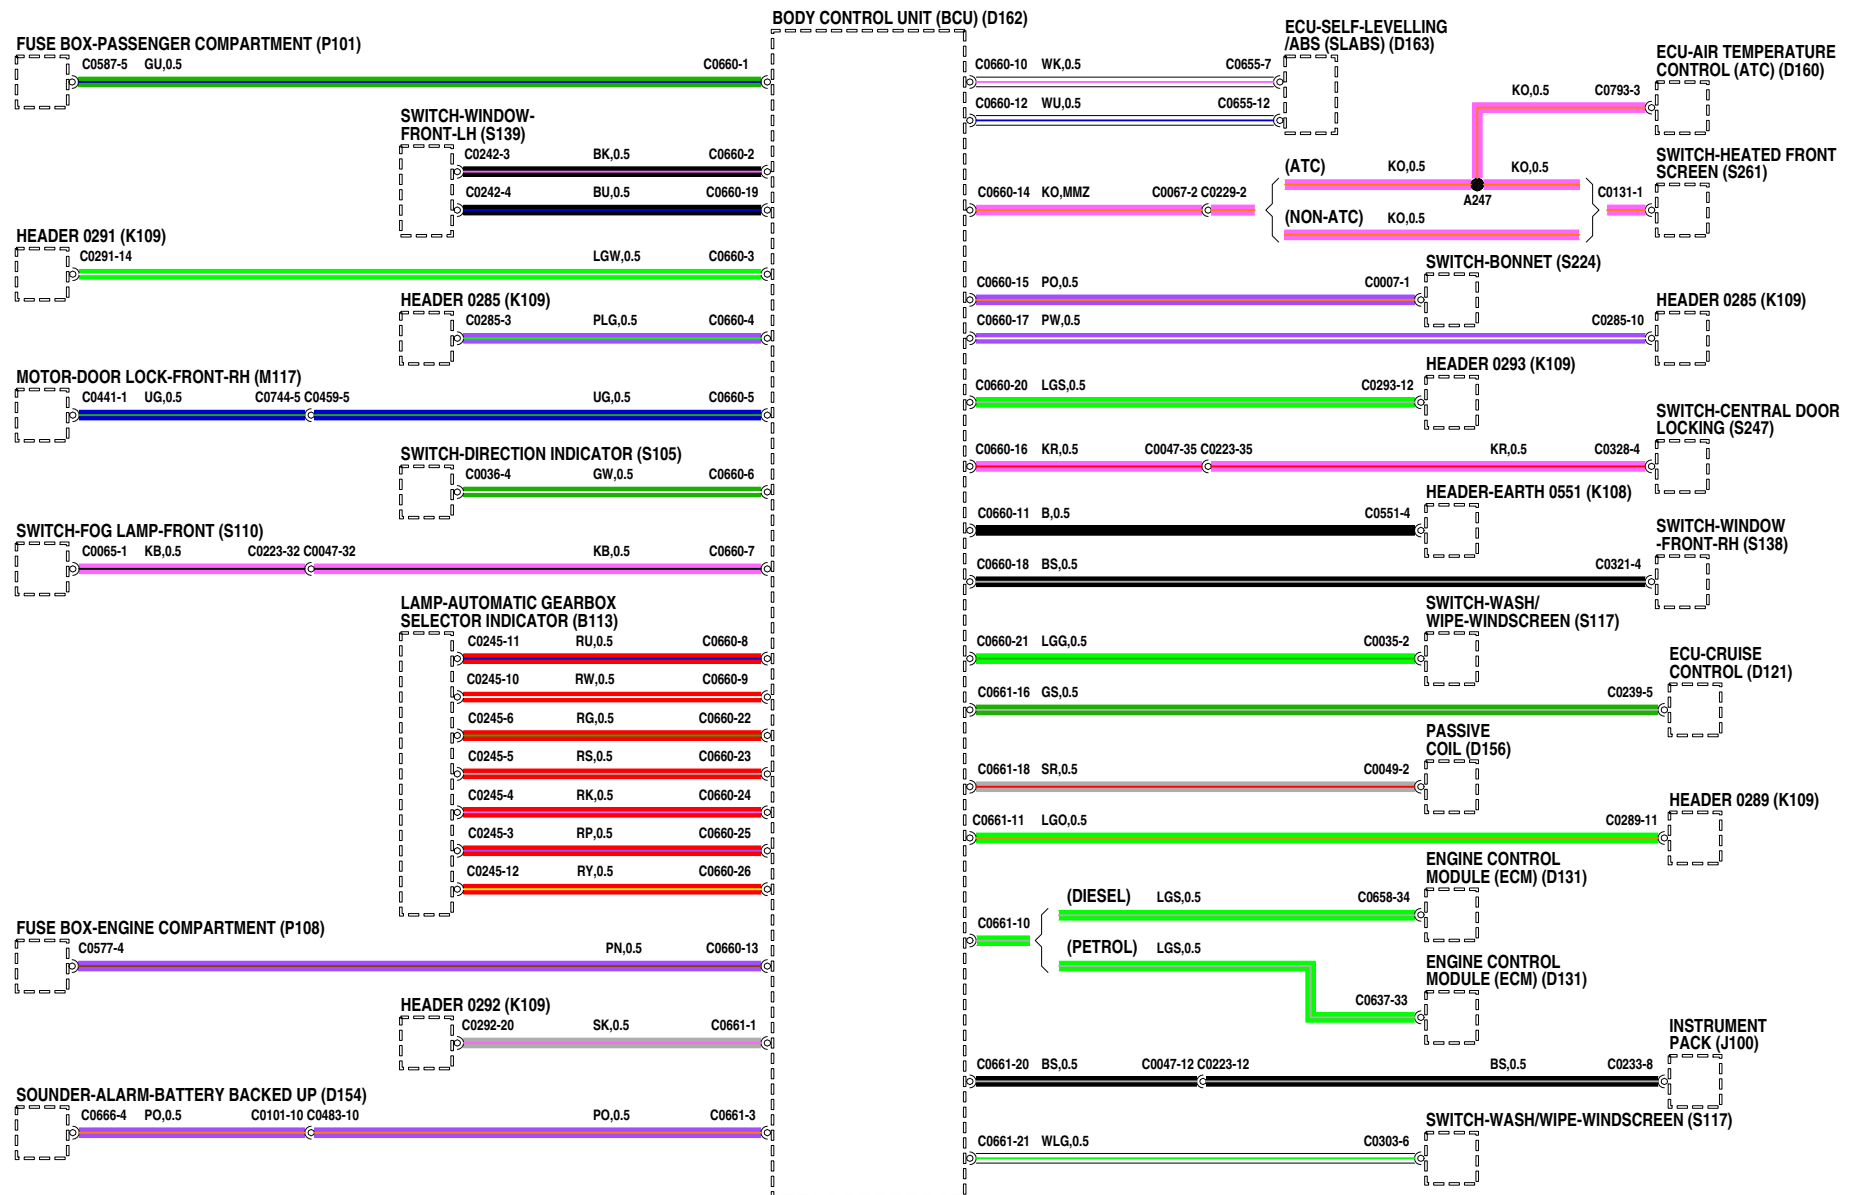 BODY CONTROL UNIT (BCU) (D162)
FUSE BOX-PASSENGER COMPARTMENT (P101)
C0587-5 GU,0.5 C0660-1
SWITCH-WINDOW-
FRONT-LH (S139)
C0242-3 BK,0.5 C0660-2
C0242-4 BU,0.5 C0660-19
HEADER 0291 (K109)
C0291-14 LGW,0.5 C0660-3
HEADER 0285 (K109)
C0285-3 PLG,0.5 C0660-4
MOTOR-DOOR LOCK-FRONT-RH (M117)
C0441-1 UG,0.5 C0744-5 C0459-5 UG,0.5 C0660-5
SWITCH-DIRECTION INDICATOR (S105)
C0036-4 GW,0.5 C0660-6
SWITCH-FOG LAMP-FRONT (S110)
C0065-1 KB,0.5 C0223-32 C0047-32 KB,0.5 C0660-7
LAMP-AUTOMATIC GEARBOX
SELECTOR INDICATOR (B113)
C0245-11 RU,0.5 C0660-8
C0245-10 RW,0.5 C0660-9
C0245-6 RG,0.5 C0660-22
C0245-5 RS,0.5 C0660-23
C0245-4 RK,0.5 C0660-24
C0245-3 RP,0.5 C0660-25
C0245-12 RY,0.5 C0660-26
FUSE BOX-ENGINE COMPARTMENT (P108)
C0577-4 PN,0.5 C0660-13
HEADER 0292 (K109)
C0292-20 SK,0.5 C0661-1
SOUNDER-ALARM-BATTERY BACKED UP (D154)
C0666-4 PO,0.5 C0101-10 C0483-10 PO,0.5 C0661-3
ECU-SELF-LEVELLING
/ABS (SLABS) (D163)
C0660-10 WK,0.5 C0655-7
C0660-12 WU,0.5 C0655-12
ECU-AIR TEMPERATURE
CONTROL (ATC) (D160)
KO,0.5 C0793-3
SWITCH-HEATED FRONT
SCREEN (S261)
(ATC) KO,0.5 KO,0.5
C0660-14 KO,MMZ C0067-2 C0229-2 A247 C0131-1
(NON-ATC) KO,0.5
SWITCH-BONNET (S224)
C0660-15 PO,0.5 C0007-1
HEADER 0285 (K109)
C0660-17 PW,0.5 C0285-10
HEADER 0293 (K109)
C0660-20 LGS,0.5 C0293-12
SWITCH-CENTRAL DOOR
LOCKING (S247)
C0660-16 KR,0.5 C0047-35 C0223-35 KR,0.5 C0328-4
HEADER-EARTH 0551 (K108)
C0660-11 B,0.5 C0551-4
SWITCH-WINDOW
-FRONT-RH (S138)
C0660-18 BS,0.5 C0321-4
SWITCH-WASH/
WIPE-WINDSCREEN (S117)
C0660-21 LGG,0.5 C0035-2
ECU-CRUISE
CONTROL (D121)
C0661-16 GS,0.5 C0239-5
PASSIVE
COIL (D156)
C0661-18 SR,0.5 C0049-2
HEADER 0289 (K109)
C0661-11 LGO,0.5 C0289-11
ENGINE CONTROL
MODULE (ECM) (D131)
(DIESEL) LGS,0.5 C0658-34
C0661-10
(PETROL) LGS,0.5
ENGINE CONTROL
MODULE (ECM) (D131)
C0637-33
INSTRUMENT
PACK (J100)
C0661-20 BS,0.5 C0047-12 C0223-12 BS,0.5 C0233-8
SWITCH-WASH/WIPE-WINDSCREEN (S117)
C0661-21 WLG,0.5 C0303-6